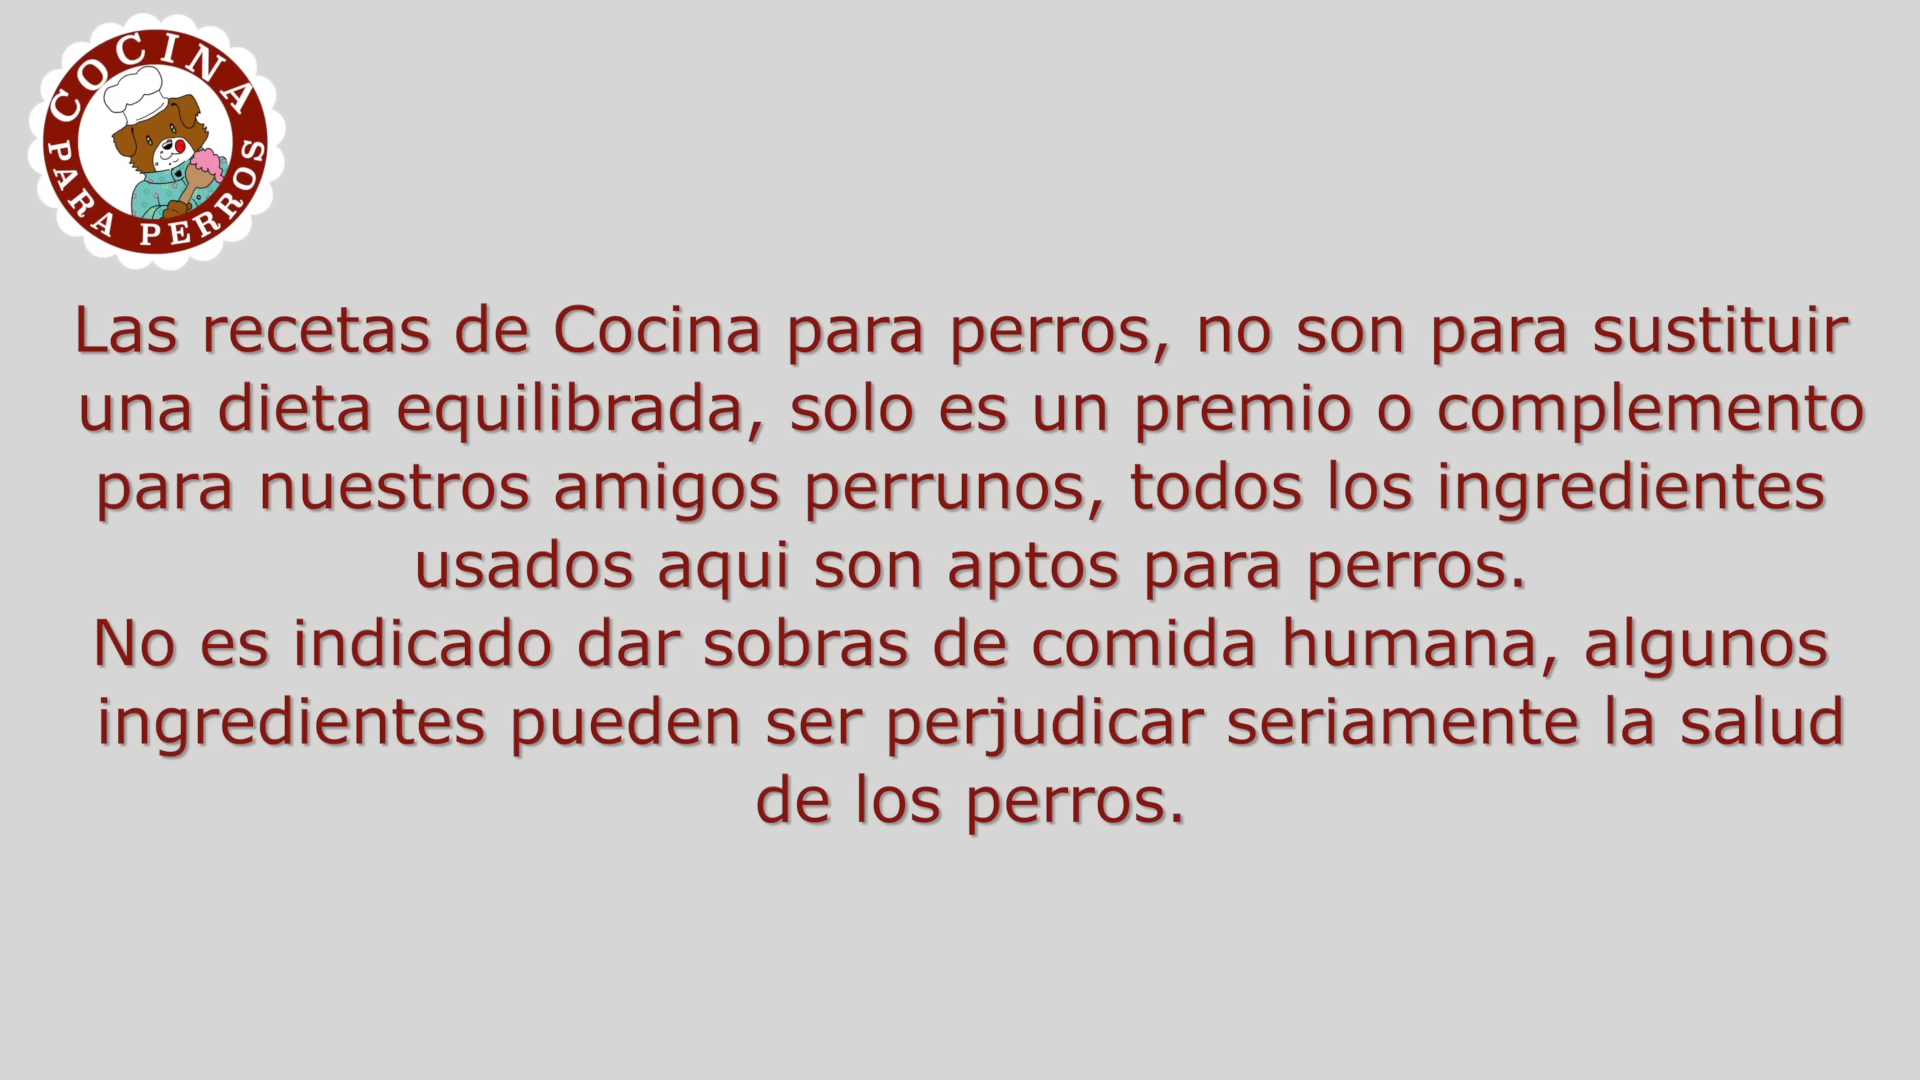 COCINA
PARA PERROS
Las recetas de Cocina para perros, no son para sustituir
una dieta equilibrada, solo es un premio o complemento
para nuestros amigos perrunos, todos los ingredientes
usados aqui son aptos para perros.
No es indicado dar sobras de comida humana, algunos
ingredientes pueden ser perjudicar seriamente la salud
de los perros.